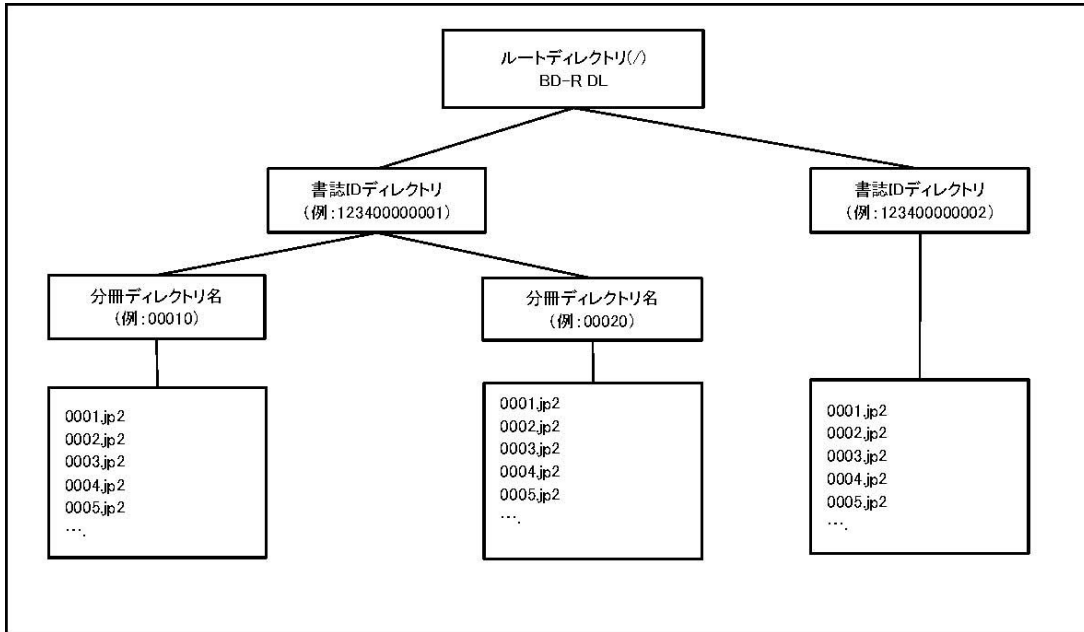 ルートディレクトリ(/)
BD-R DL
書誌IDディレクトリ
(例:123400000001)
書誌IDディレクトリ
(例:123400000002)
分冊ディレクトリ名
(例:00010)
分冊ディレクトリ名
(例:00020)
0001.jp2
0002.jp2
0003.jp2
0004.jp2
0005.jp2
….
0001.jp2
0002.jp2
0003.jp2
0004.jp2
0005.jp2
….
0001.jp2
0002.jp2
0003.jp2
0004.jp2
0005.jp2
….